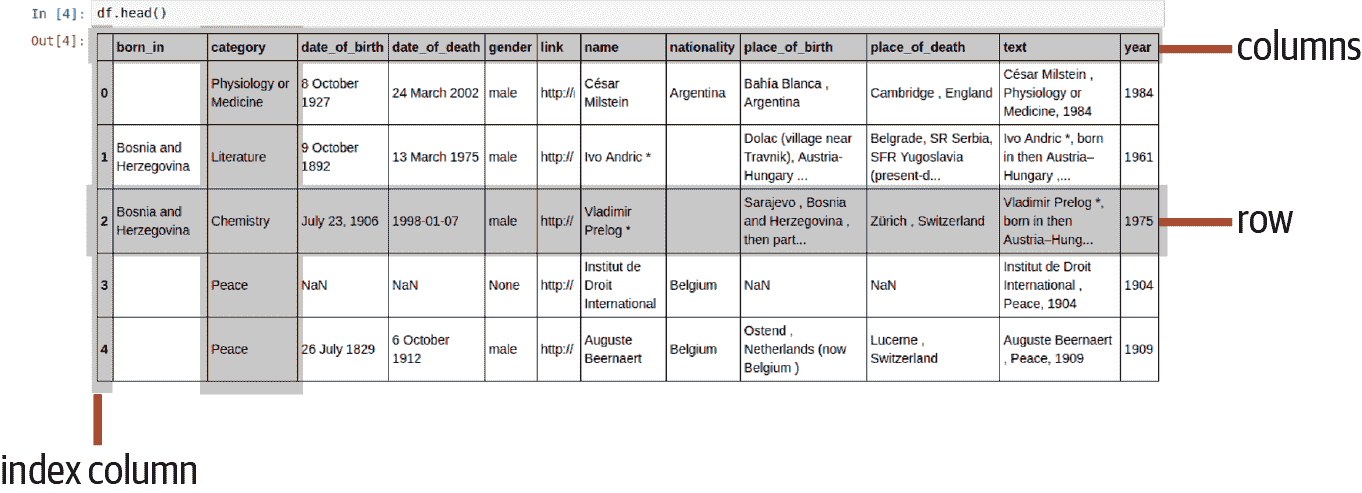 In [4]: df.head()
Out[4]:
born_in category date_of_birth date_of_death gender link name nationality place_of_birth place_of_death text year
columns
0 Physiology or Medicine 8 October 1927 24 March 2002 male http:// César Milstein Argentina Bahía Blanca , Argentina Cambridge , England César Milstein , Physiology or Medicine, 1984 1984
1 Bosnia and Herzegovina Literature 9 October 1892 13 March 1975 male http:// Ivo Andric * Dolac (village near Travnik), Austria-Hungary ... Belgrade, SR Serbia, SFR Yugoslavia (present-d... Ivo Andric *, born in then Austria–Hungary ,... 1961
2 Bosnia and Herzegovina Chemistry July 23, 1906 1998-01-07 male http:// Vladimir Prelog * Sarajevo , Bosnia and Herzegovina , then part... Zürich , Switzerland Vladimir Prelog *, born in then Austria–Hung... 1975
row
3 Peace NaN NaN None http:// Institut de Droit International Belgium NaN NaN Institut de Droit International , Peace, 1904 1904
4 Peace 26 July 1829 6 October 1912 male http:// Auguste Beernaert Belgium Ostend , Netherlands (now Belgium ) Lucerne , Switzerland Auguste Beernaert , Peace, 1909 1909
index column